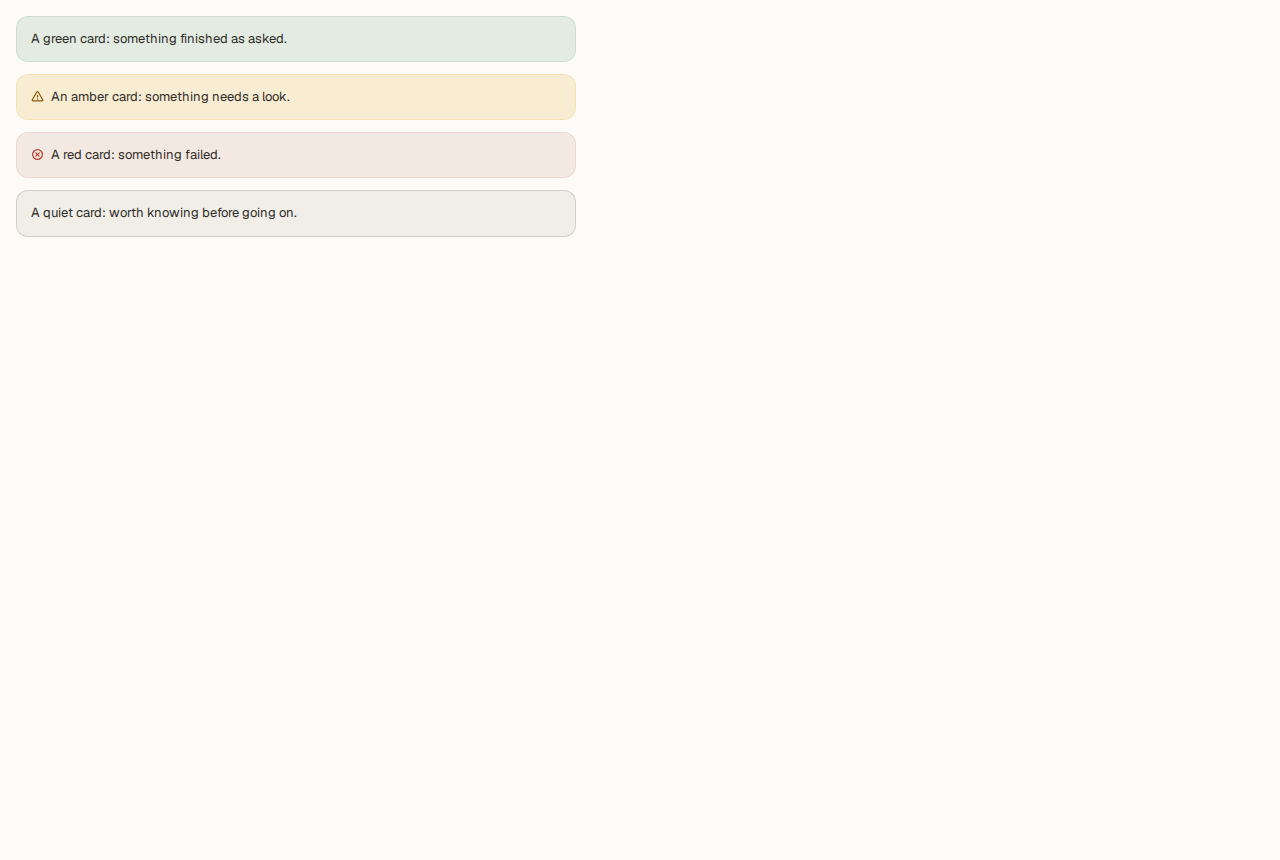 A green card: something finished as asked.
An amber card: something needs a look.
A red card: something failed.
A quiet card: worth knowing before going on.